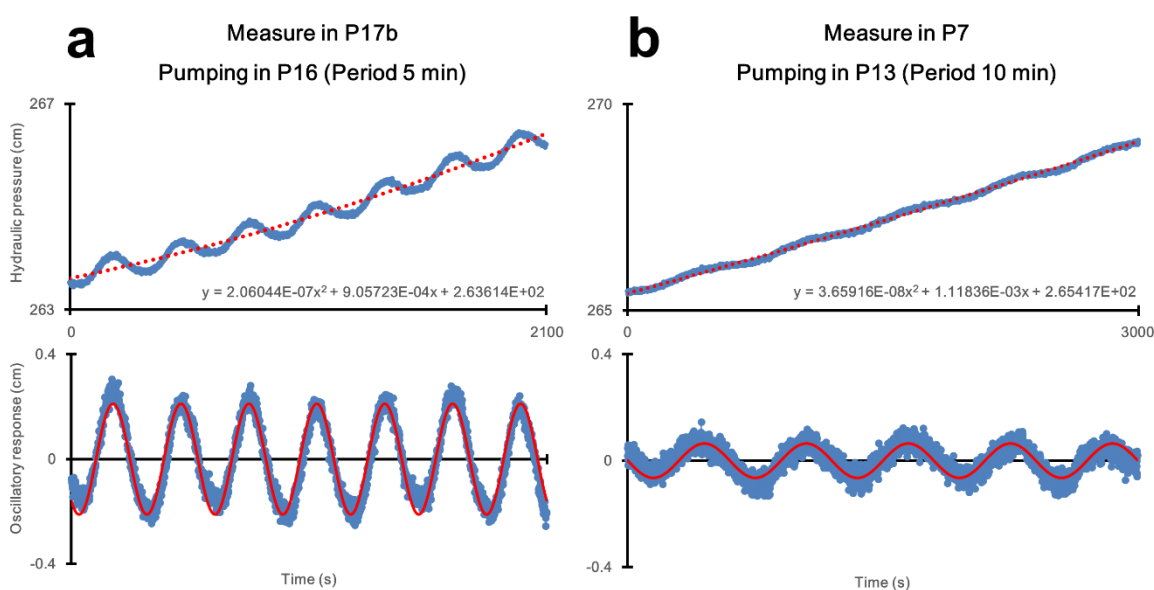 a
Measure in P17b
Pumping in P16 (Period 5 min)
267
Hydraulic pressure (cm)
y = 2.06044E-07x² + 9.05723E-04x + 2.63614E+02
263
0
2100
0.4
Oscillatory response (cm)
0
-0.4
Time (s)
b
Measure in P7
Pumping in P13 (Period 10 min)
270
y = 3.65916E-08x² + 1.11836E-03x + 2.65417E+02
265
0
3000
0.4
0
-0.4
Time (s)